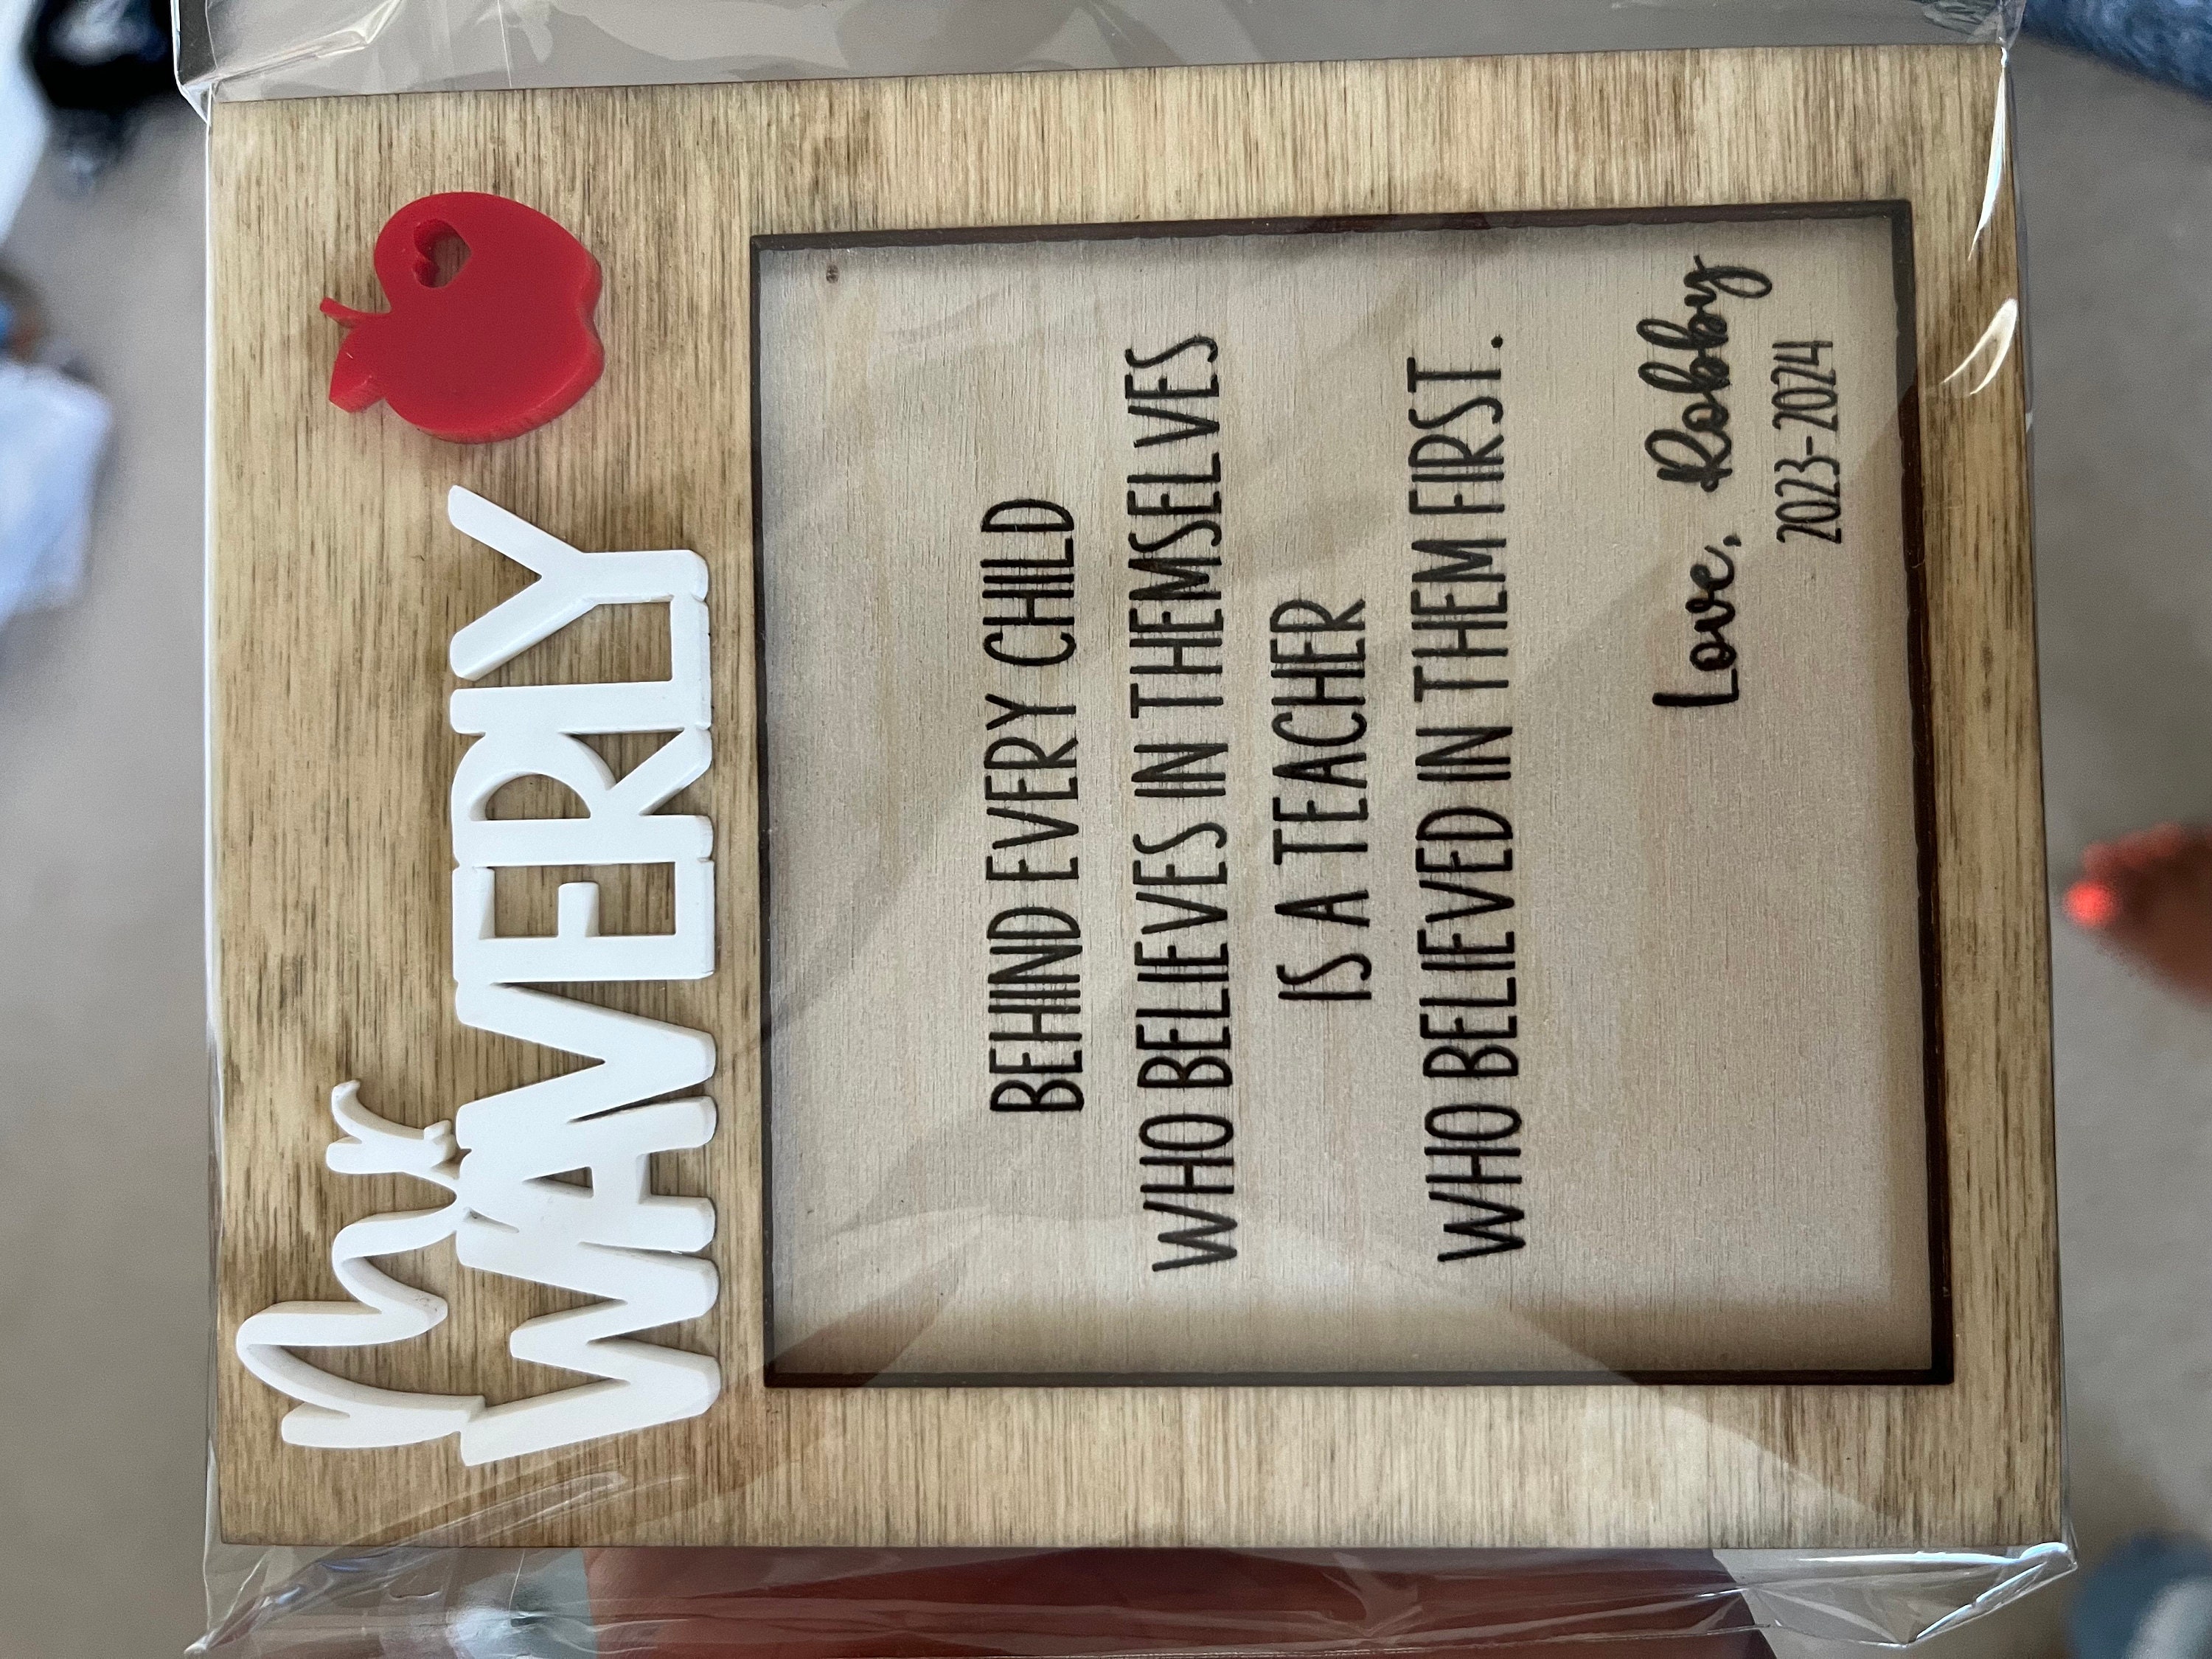 Mr
WAVERLY
BEHIND EVERY CHILD
WHO BELIEVES IN THEMSELVES
IS A TEACHER
WHO BELIEVED IN THEM FIRST.
Love, Robby
2023-2024